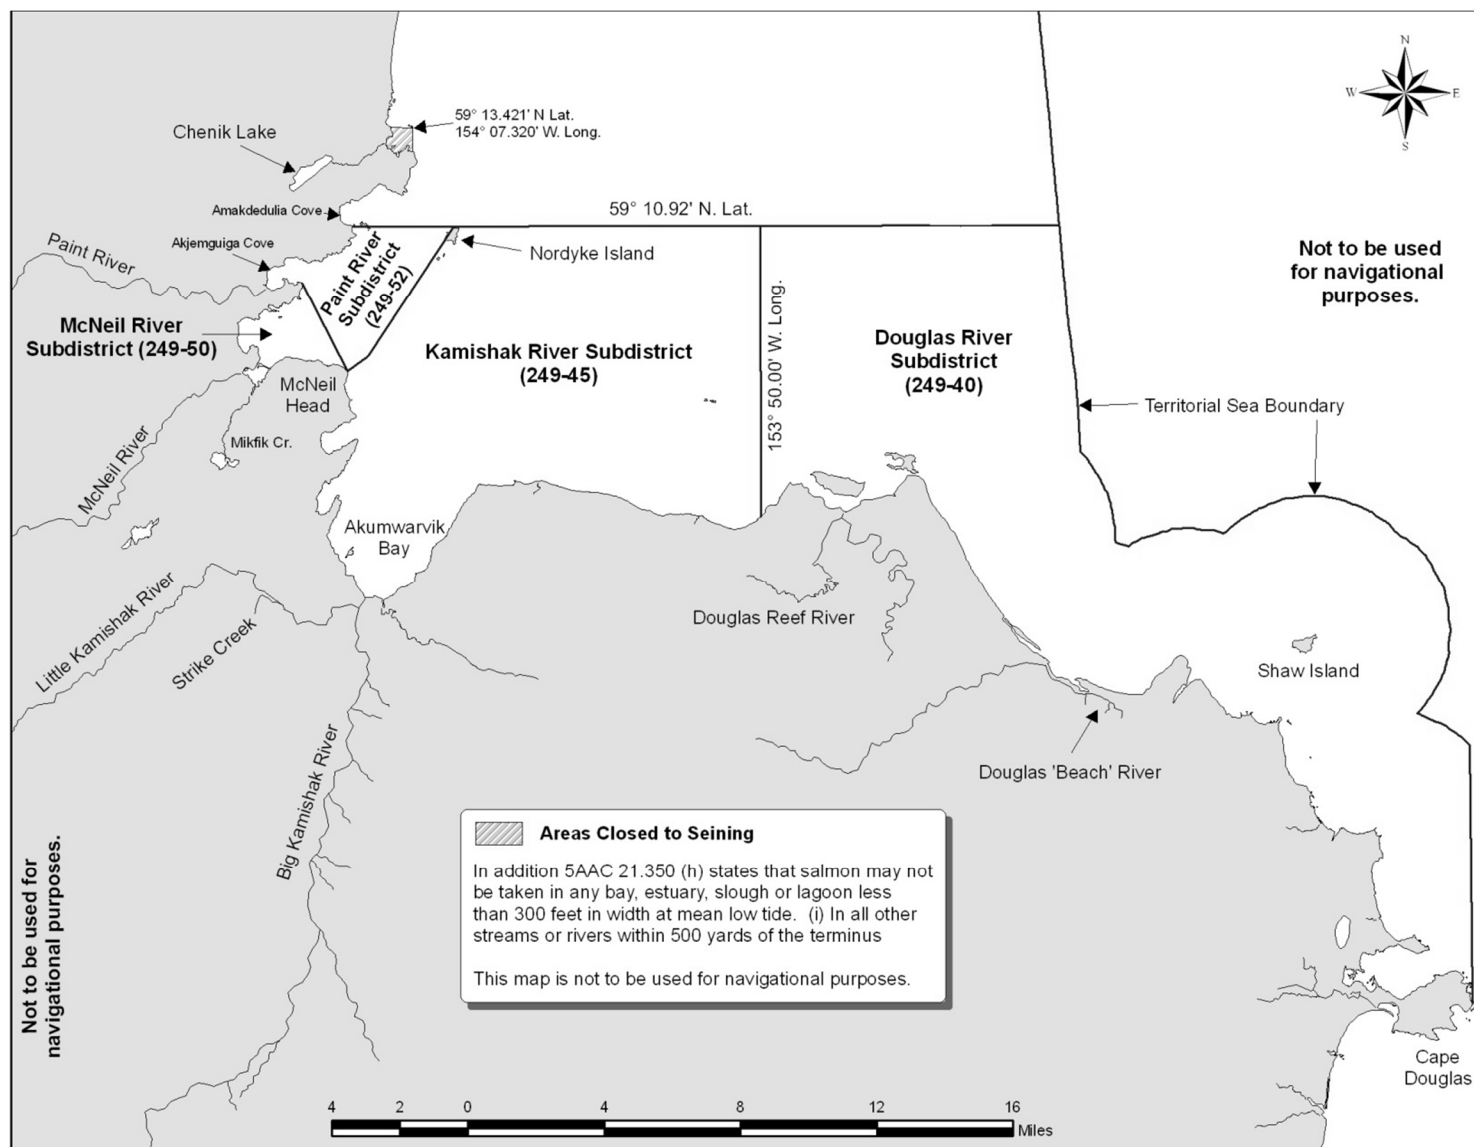 N
W
E
S
59° 13.421' N Lat.
154° 07.320' W. Long.
Chenik Lake
Amakdedulia Cove
59° 10.92' N. Lat.
Akjemguiga Cove
Paint River
Paint River
Subdistrict
(249-52)
Nordyke Island
Not to be used
for navigational
purposes.
McNeil River
Subdistrict (249-50)
Kamishak River Subdistrict
(249-45)
153° 50.00' W. Long.
Douglas River
Subdistrict
(249-40)
McNeil
Head
Territorial Sea Boundary
Mikfik Cr.
McNeil River
Akumwarvik
Bay
Little Kamishak River
Strike Creek
Douglas Reef River
Shaw Island
Big Kamishak River
Douglas 'Beach' River
Not to be used for
navigational purposes.
Areas Closed to Seining
In addition 5AAC 21.350 (h) states that salmon may not
be taken in any bay, estuary, slough or lagoon less
than 300 feet in width at mean low tide.  (i) In all other
streams or rivers within 500 yards of the terminus
This map is not to be used for navigational purposes.
Cape
Douglas
4 2 0 4 8 12 16
Miles